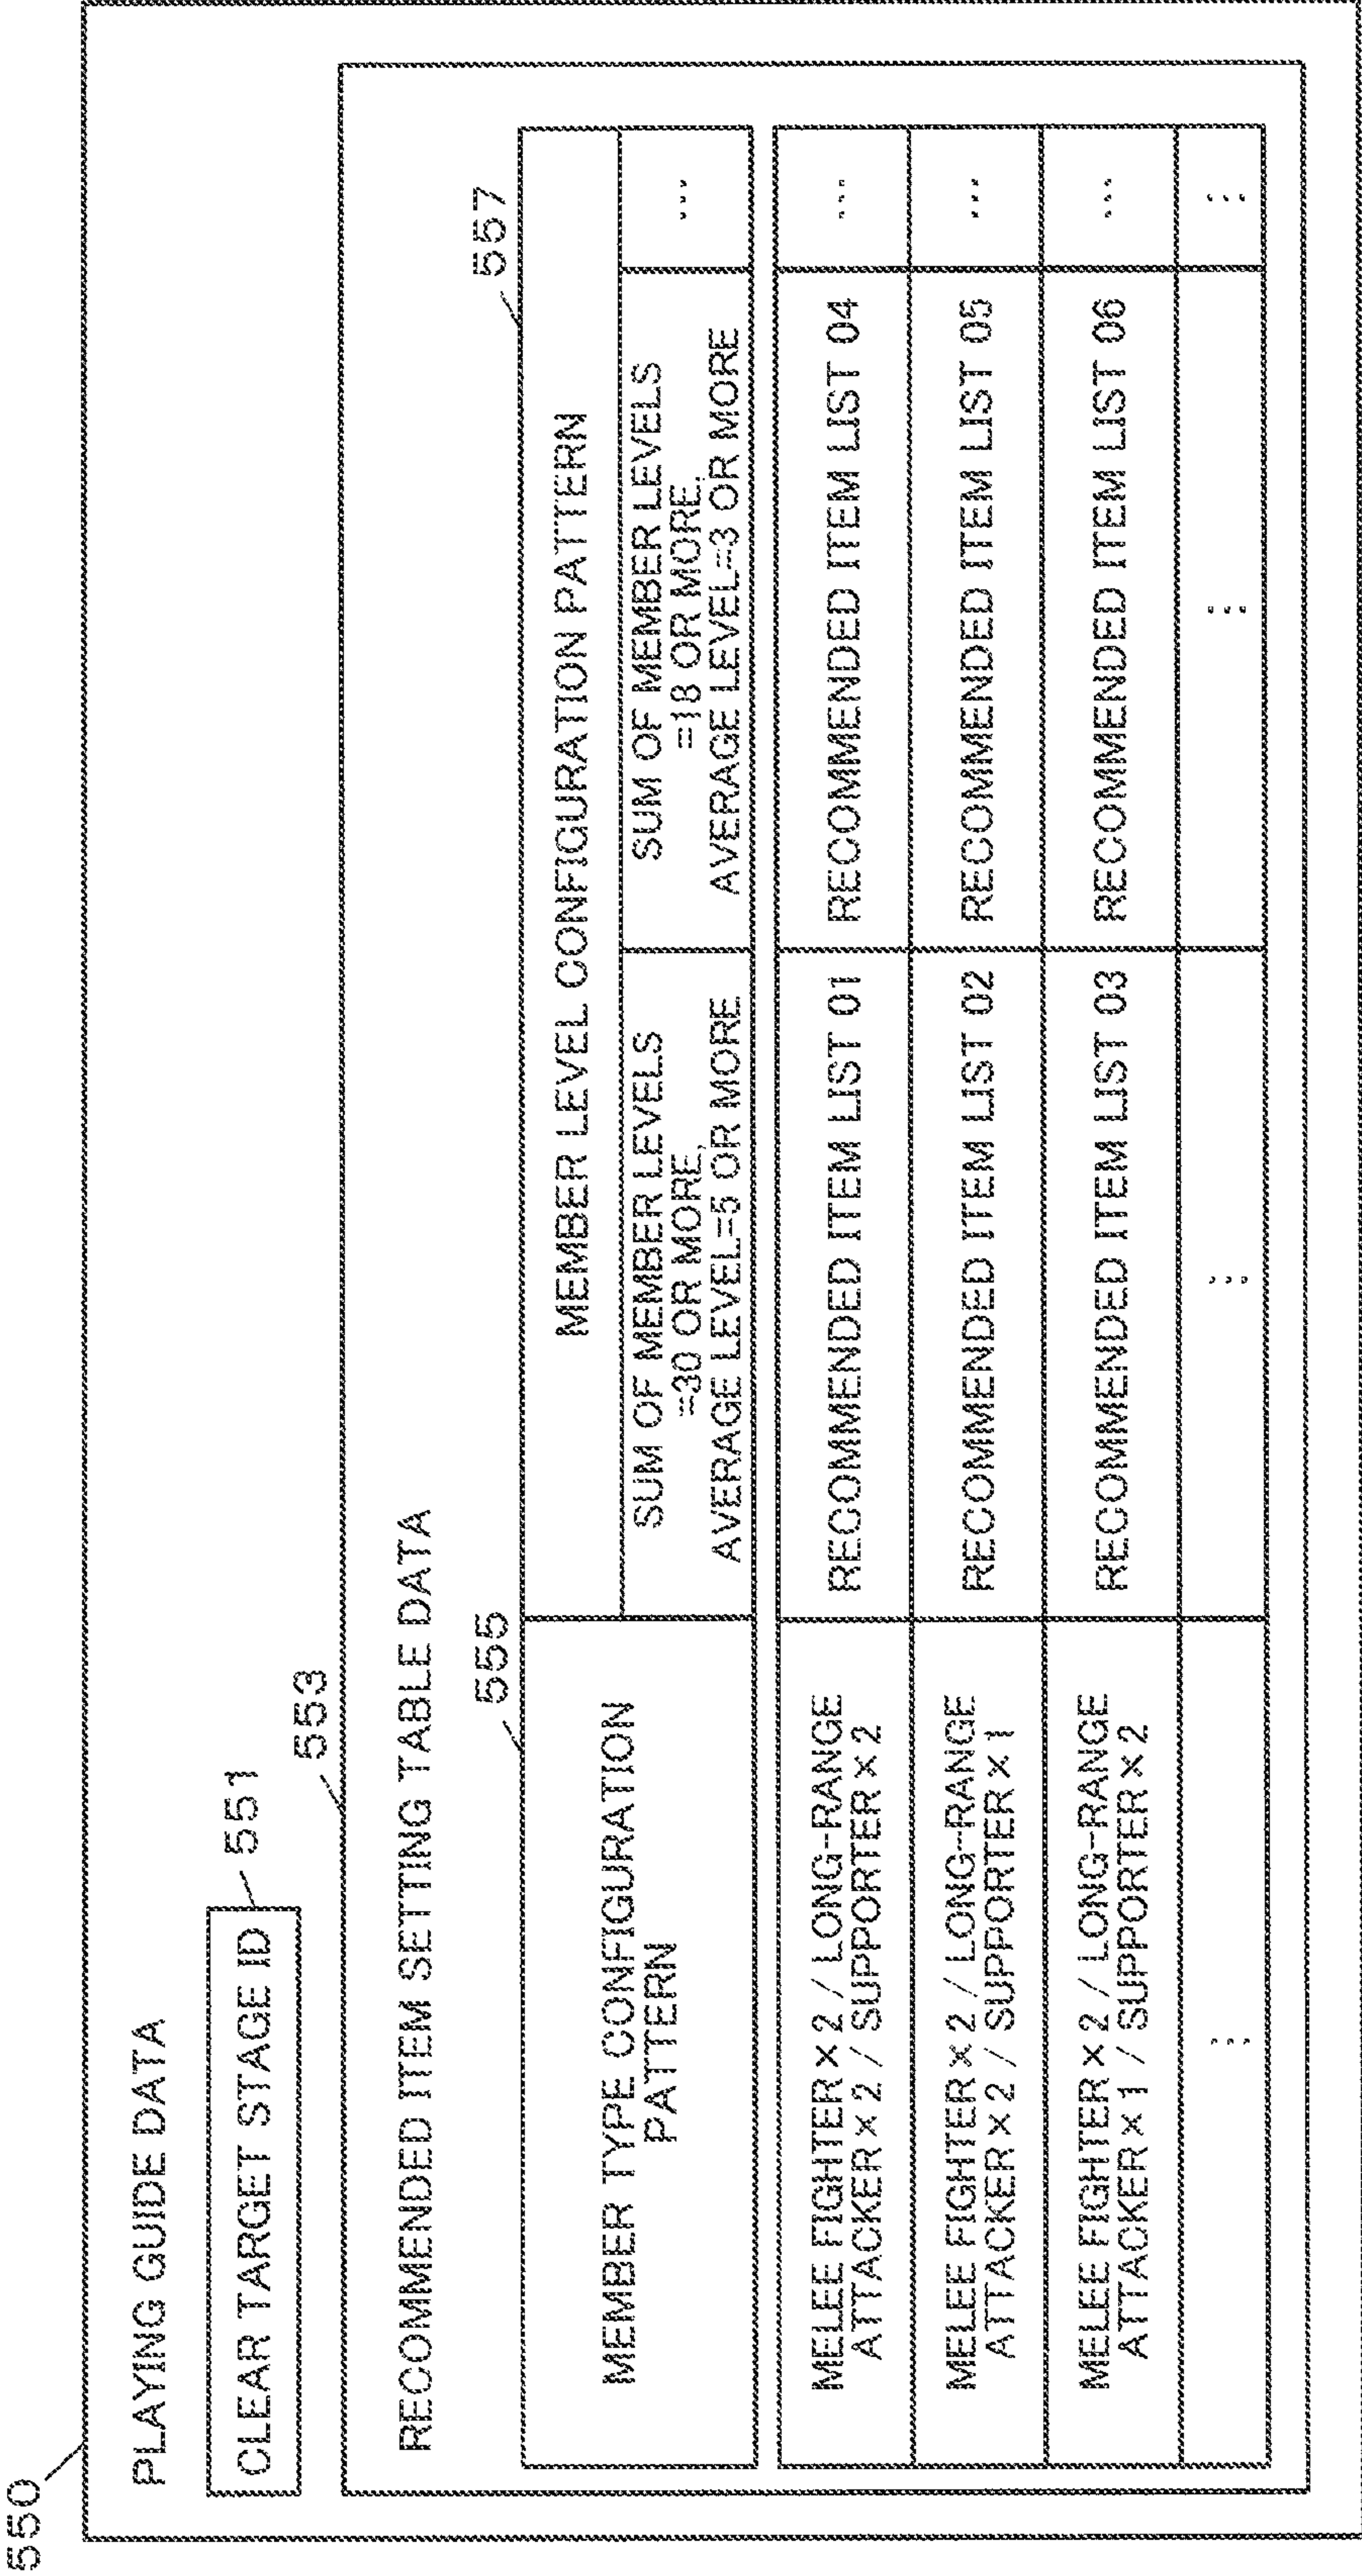 550
PLAYING GUIDE DATA
CLEAR TARGET STAGE ID
551
553
RECOMMENDED ITEM SETTING TABLE DATA
555
557
MEMBER TYPE CONFIGURATION
PATTERN
MEMBER LEVEL CONFIGURATION PATTERN
SUM OF MEMBER LEVELS
=30 OR MORE,
AVERAGE LEVEL=5 OR MORE
SUM OF MEMBER LEVELS
=18 OR MORE,
AVERAGE LEVEL=3 OR MORE
...
MELEE FIGHTER×2 / LONG-RANGE
ATTACKER×2 / SUPPORTER×2
RECOMMENDED ITEM LIST 01
RECOMMENDED ITEM LIST 04
...
MELEE FIGHTER×2 / LONG-RANGE
ATTACKER×2 / SUPPORTER×1
RECOMMENDED ITEM LIST 02
RECOMMENDED ITEM LIST 05
...
MELEE FIGHTER×2 / LONG-RANGE
ATTACKER×1 / SUPPORTER×2
RECOMMENDED ITEM LIST 03
RECOMMENDED ITEM LIST 06
...
⋮
⋮
⋮
⋮